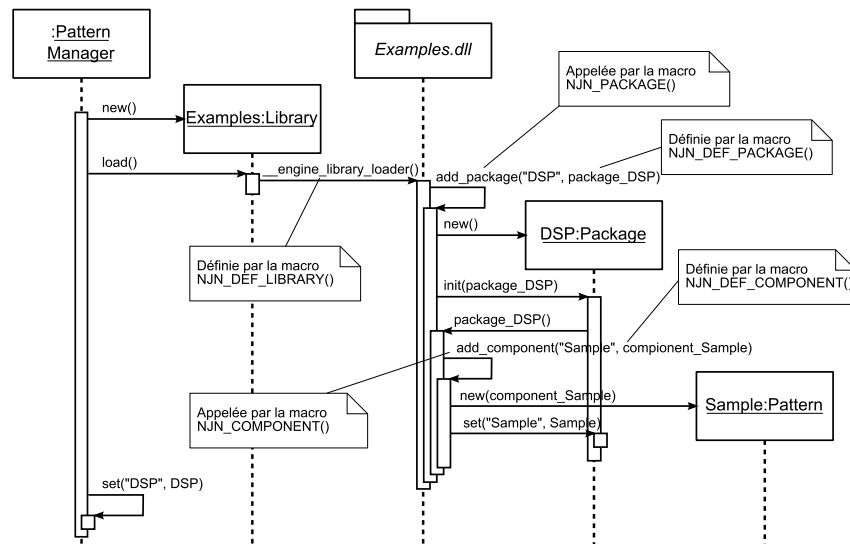 :Pattern
Manager
Examples.dll
Appelée par la macro
NJN_PACKAGE()
new()
Examples:Library
Définie par la macro
NJN_DEF_PACKAGE()
load()
__engine_library_loader()
add_package("DSP", package_DSP)
new()
DSP:Package
Définie par la macro
NJN_DEF_LIBRARY()
Définie par la macro
NJN_DEF_COMPONENT()
init(package_DSP)
package_DSP()
add_component("Sample", compionent_Sample)
new(component_Sample)
Sample:Pattern
Appelée par la macro
NJN_COMPONENT()
set("Sample", Sample)
set("DSP", DSP)